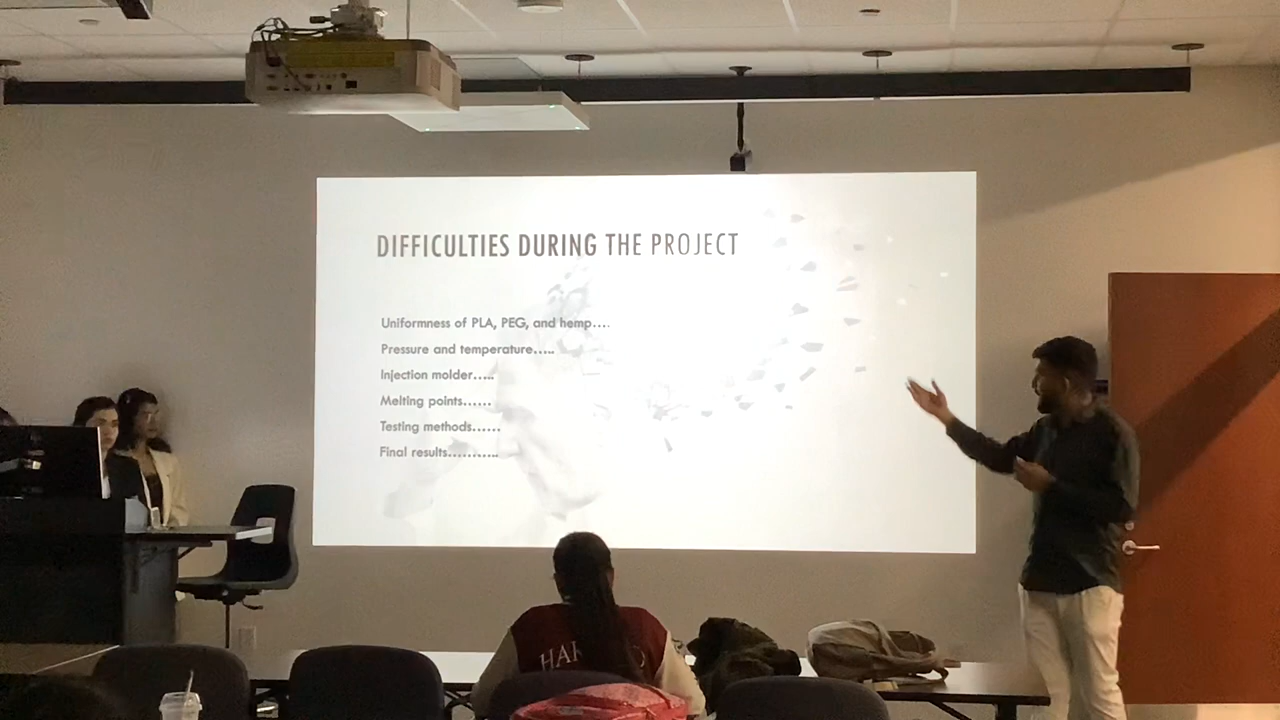 DIFFICULTIES DURING THE PROJECT
Uniformness of PLA, PEG, and hemp....
Pressure and temperature.....
Injection molder.....
Melting points......
Testing methods......
Final results...........
HAR